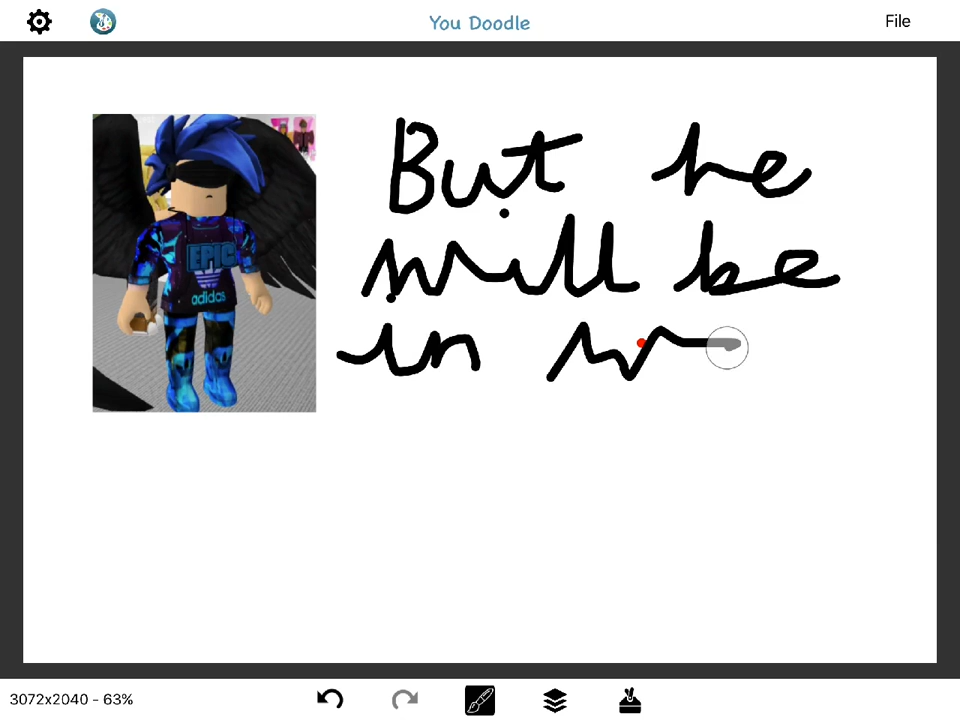 You Doodle
File
EPIC
adidas
But he
will be
in
3072x2040 - 63%